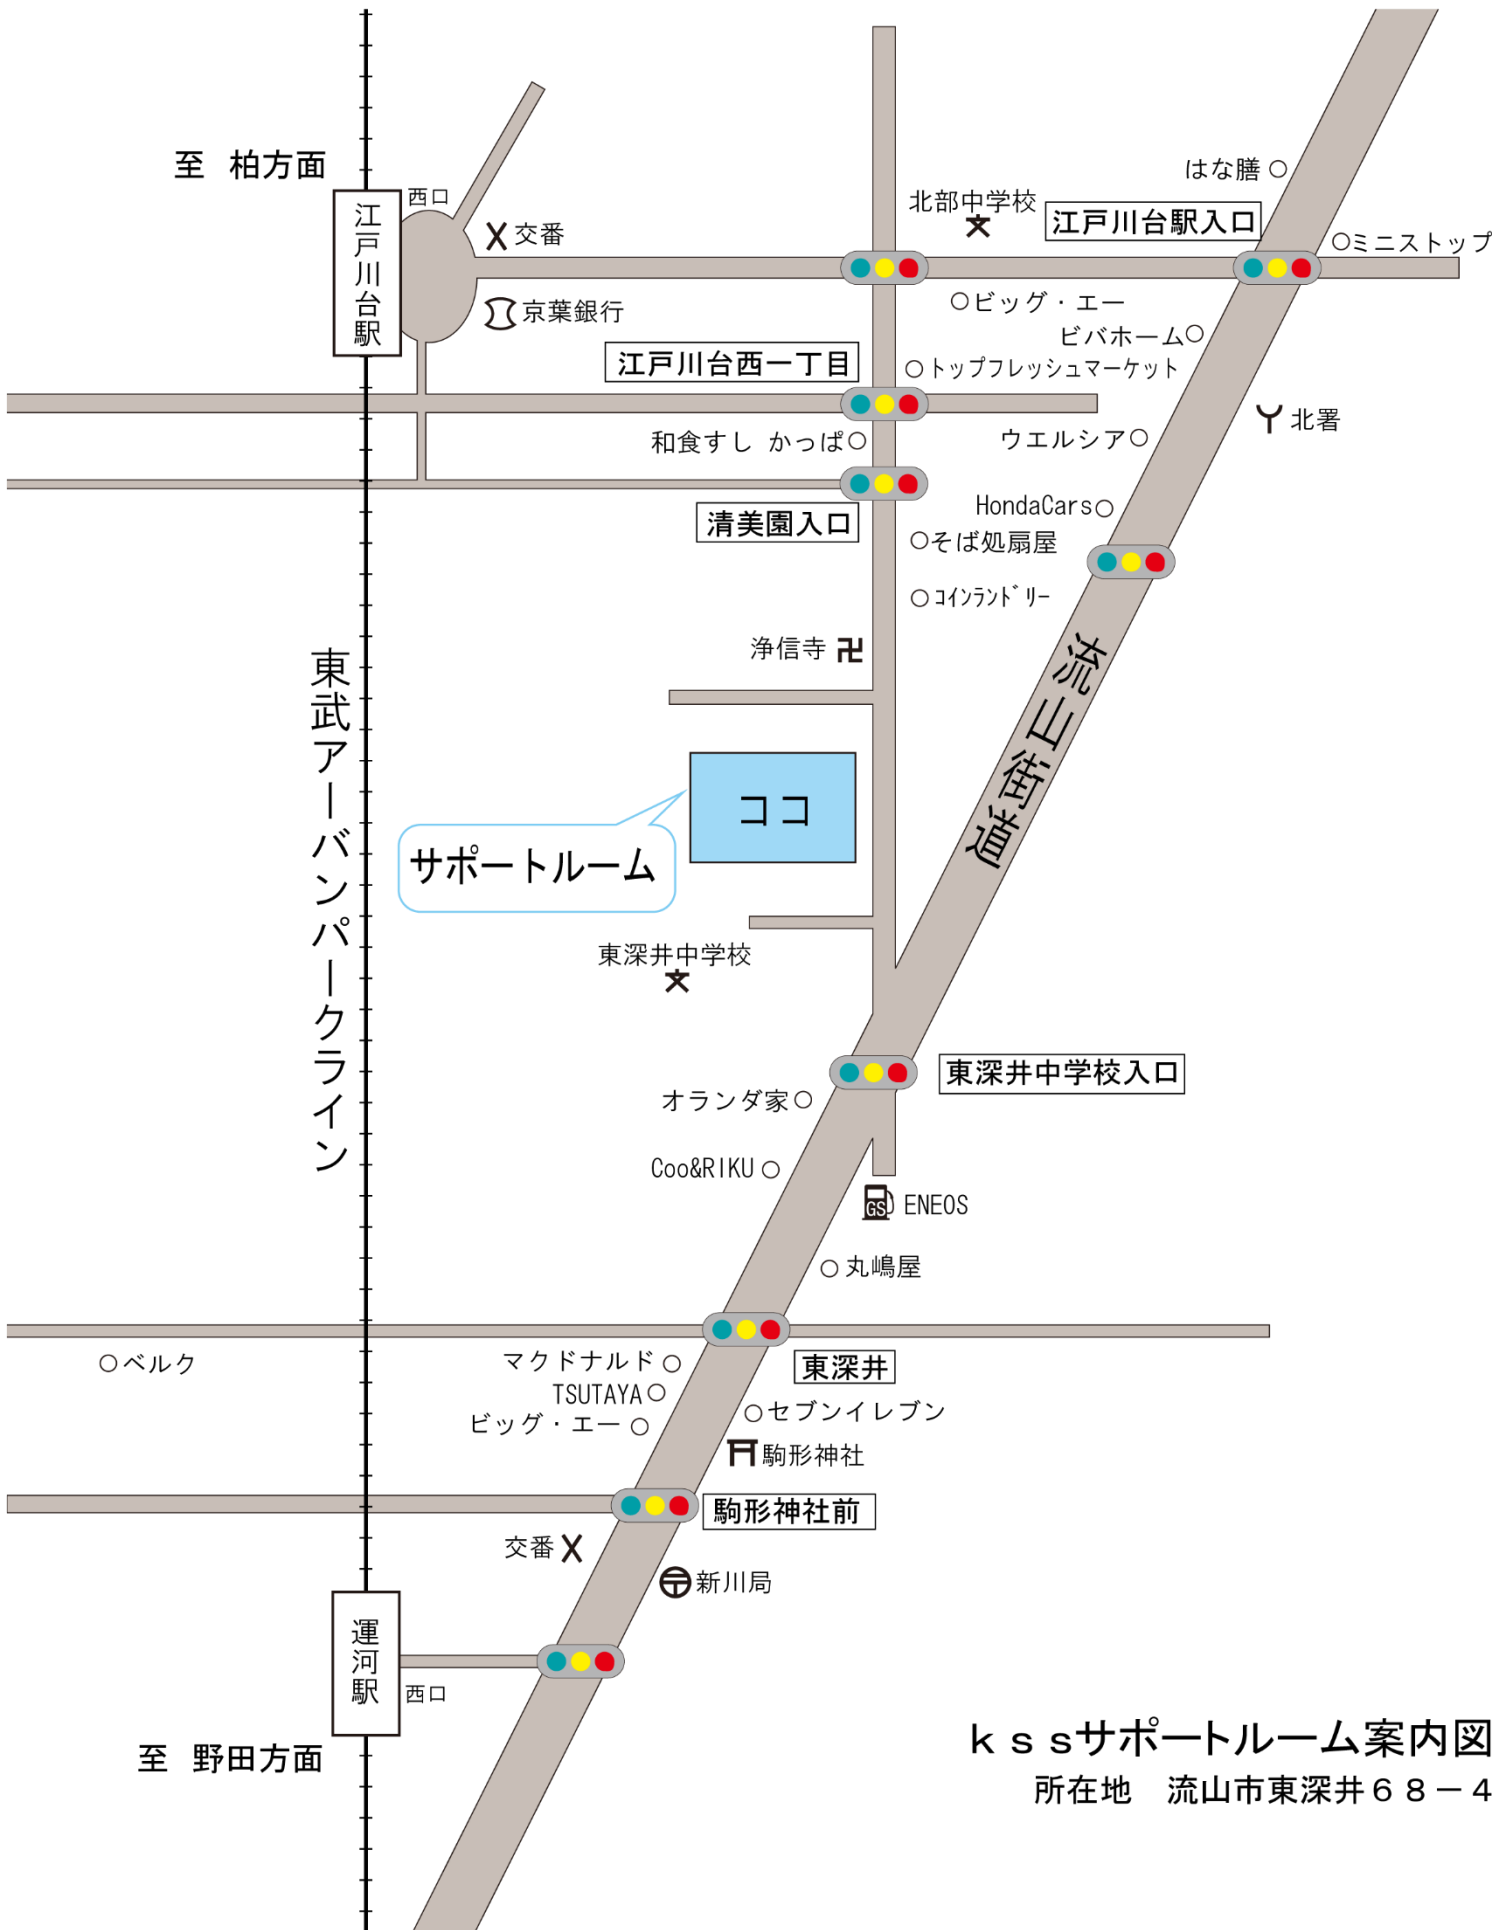 至 柏方面
西口
江戸川台駅
交番
京葉銀行
北部中学校
江戸川台駅入口
はな膳
ミニストップ
ビッグ・エー
ビバホーム
江戸川台西一丁目
トップフレッシュマーケット
和食すし かっぱ
ウエルシア
北署
清美園入口
HondaCars
そば処扇屋
コインランドリー
浄信寺
流山街道
東武アーバンパークライン
ココ
サポートルーム
東深井中学校
東深井中学校入口
オランダ家
Coo&RIKU
GS
ENEOS
丸嶋屋
ベルク
マクドナルド
東深井
TSUTAYA
ビッグ・エー
セブンイレブン
駒形神社
駒形神社前
交番
新川局
運河駅
西口
至 野田方面
kssサポートルーム案内図
所在地 流山市東深井68-4